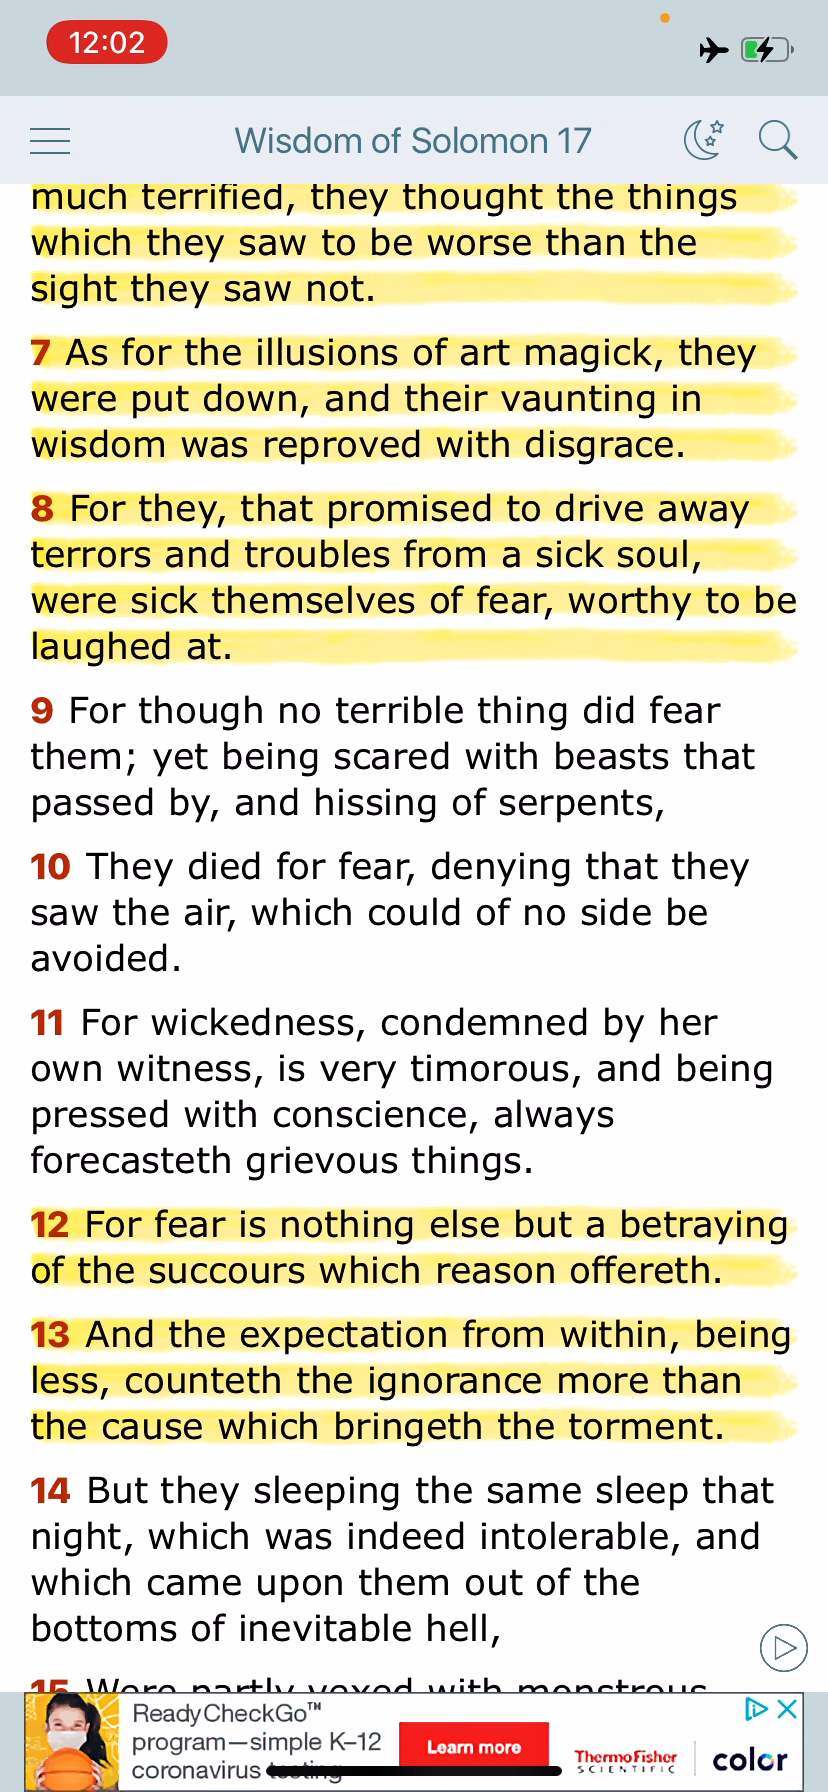 12:02
Wisdom of Solomon 17
much terrified, they thought the things
which they saw to be worse than the
sight they saw not.
7 As for the illusions of art magick, they
were put down, and their vaunting in
wisdom was reproved with disgrace.
8 For they, that promised to drive away
terrors and troubles from a sick soul,
were sick themselves of fear, worthy to be
laughed at.
9 For though no terrible thing did fear
them; yet being scared with beasts that
passed by, and hissing of serpents,
10 They died for fear, denying that they
saw the air, which could of no side be
avoided.
11 For wickedness, condemned by her
own witness, is very timorous, and being
pressed with conscience, always
forecasteth grievous things.
12 For fear is nothing else but a betraying
of the succours which reason offereth.
13 And the expectation from within, being
less, counteth the ignorance more than
the cause which bringeth the torment.
14 But they sleeping the same sleep that
night, which was indeed intolerable, and
which came upon them out of the
bottoms of inevitable hell,
15 Were partly vexed with monstrous
ReadyCheckGo™
program—simple K–12
coronavirus testing
Learn more
ThermoFisher
SCIENTIFIC
color